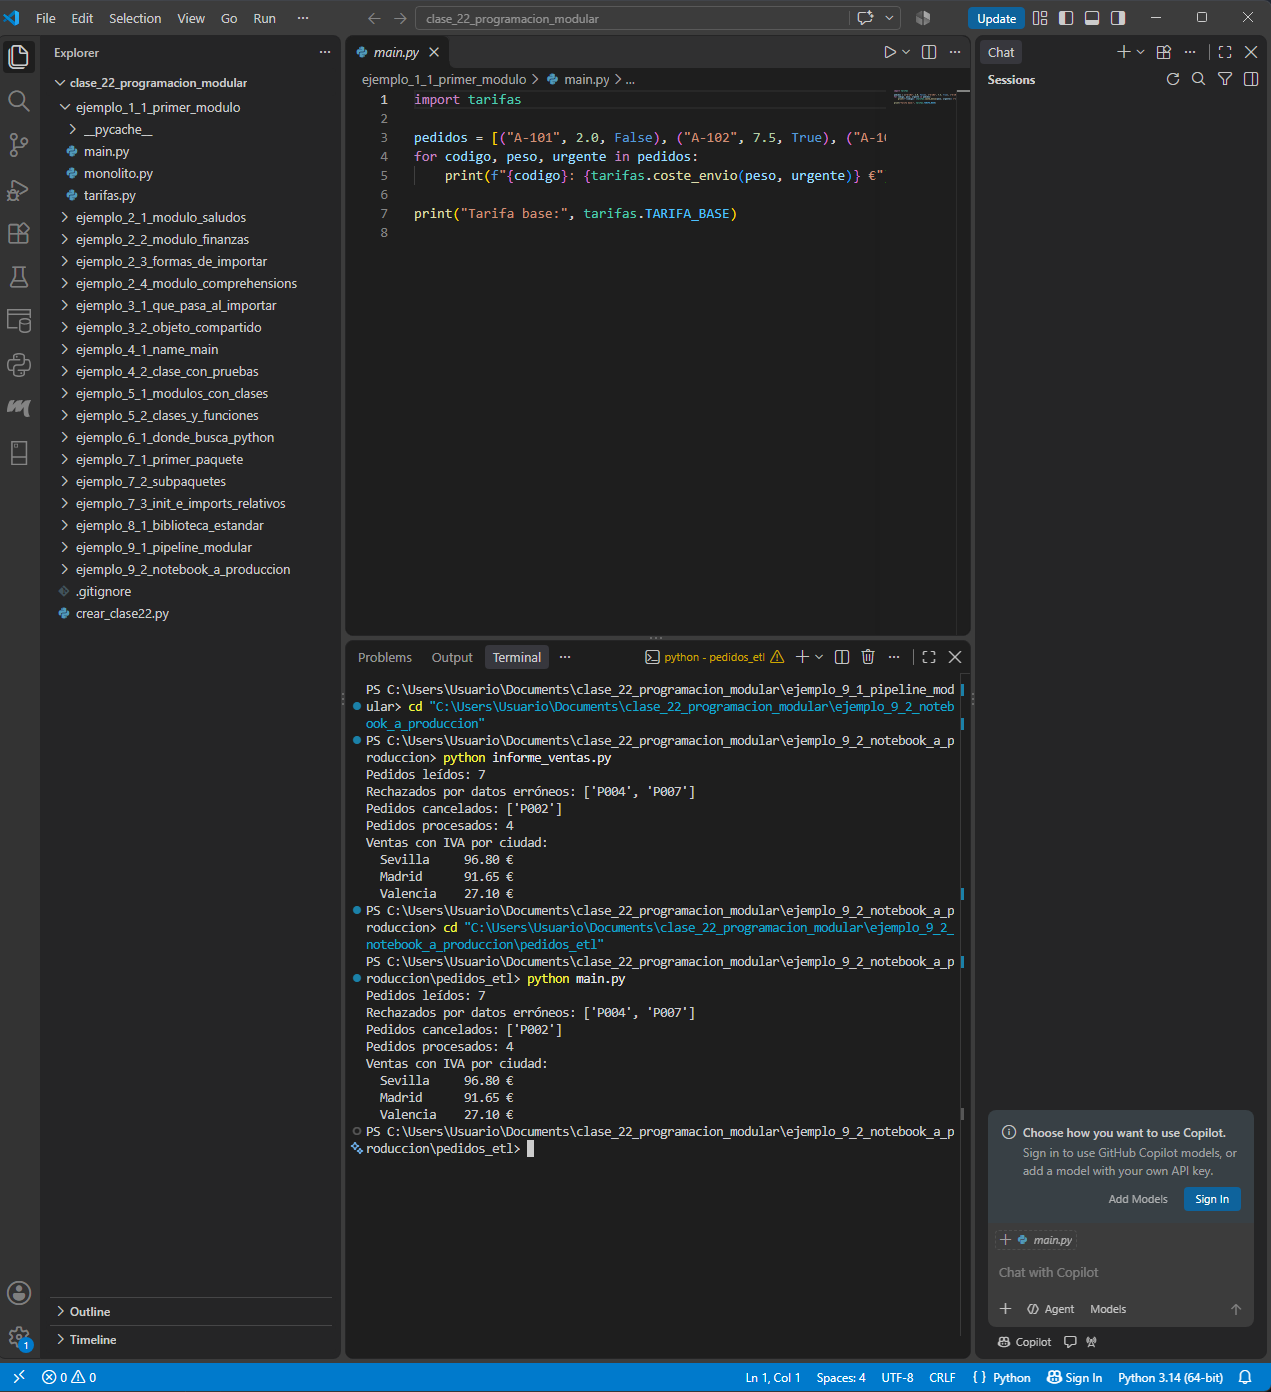 File Edit Selection View Go Run ···
clase_22_programacion_modular
Update
Explorer ···
clase_22_programacion_modular
ejemplo_1_1_primer_modulo
__pycache__
main.py
monolito.py
tarifas.py
ejemplo_2_1_modulo_saludos
ejemplo_2_2_modulo_finanzas
ejemplo_2_3_formas_de_importar
ejemplo_2_4_modulo_comprehensions
ejemplo_3_1_que_pasa_al_importar
ejemplo_3_2_objeto_compartido
ejemplo_4_1_name_main
ejemplo_4_2_clase_con_pruebas
ejemplo_5_1_modulos_con_clases
ejemplo_5_2_clases_y_funciones
ejemplo_6_1_donde_busca_python
ejemplo_7_1_primer_paquete
ejemplo_7_2_subpaquetes
ejemplo_7_3_init_e_imports_relativos
ejemplo_8_1_biblioteca_estandar
ejemplo_9_1_pipeline_modular
ejemplo_9_2_notebook_a_produccion
.gitignore
crear_clase22.py
Outline
Timeline
1
main.py
ejemplo_1_1_primer_modulo > main.py > ...
1 import tarifas
2
3 pedidos = [("A-101", 2.0, False), ("A-102", 7.5, True), ("A-10
4 for codigo, peso, urgente in pedidos:
5 print(f"{codigo}: {tarifas.coste_envio(peso, urgente)} €")
6
7 print("Tarifa base:", tarifas.TARIFA_BASE)
8
Problems Output Terminal ··· python - pedidos_etl
PS C:\Users\Usuario\Documents\clase_22_programacion_modular\ejemplo_9_1_pipeline_mod
ular> cd "C:\Users\Usuario\Documents\clase_22_programacion_modular\ejemplo_9_2_noteb
ook_a_produccion"
PS C:\Users\Usuario\Documents\clase_22_programacion_modular\ejemplo_9_2_notebook_a_p
roduccion> python informe_ventas.py
Pedidos leídos: 7
Rechazados por datos erróneos: ['P004', 'P007']
Pedidos cancelados: ['P002']
Pedidos procesados: 4
Ventas con IVA por ciudad:
Sevilla 96.80 €
Madrid 91.65 €
Valencia 27.10 €
PS C:\Users\Usuario\Documents\clase_22_programacion_modular\ejemplo_9_2_notebook_a_p
roduccion> cd "C:\Users\Usuario\Documents\clase_22_programacion_modular\ejemplo_9_2_
notebook_a_produccion\pedidos_etl"
PS C:\Users\Usuario\Documents\clase_22_programacion_modular\ejemplo_9_2_notebook_a_p
roduccion\pedidos_etl> python main.py
Pedidos leídos: 7
Rechazados por datos erróneos: ['P004', 'P007']
Pedidos cancelados: ['P002']
Pedidos procesados: 4
Ventas con IVA por ciudad:
Sevilla 96.80 €
Madrid 91.65 €
Valencia 27.10 €
PS C:\Users\Usuario\Documents\clase_22_programacion_modular\ejemplo_9_2_notebook_a_p
roduccion\pedidos_etl>
Chat
Sessions
Choose how you want to use Copilot.
Sign in to use GitHub Copilot models, or
add a model with your own API key.
Add Models Sign In
main.py
Chat with Copilot
Agent Models
Copilot
0 0
Ln 1, Col 1 Spaces: 4 UTF-8 CRLF { } Python Sign In Python 3.14 (64-bit)